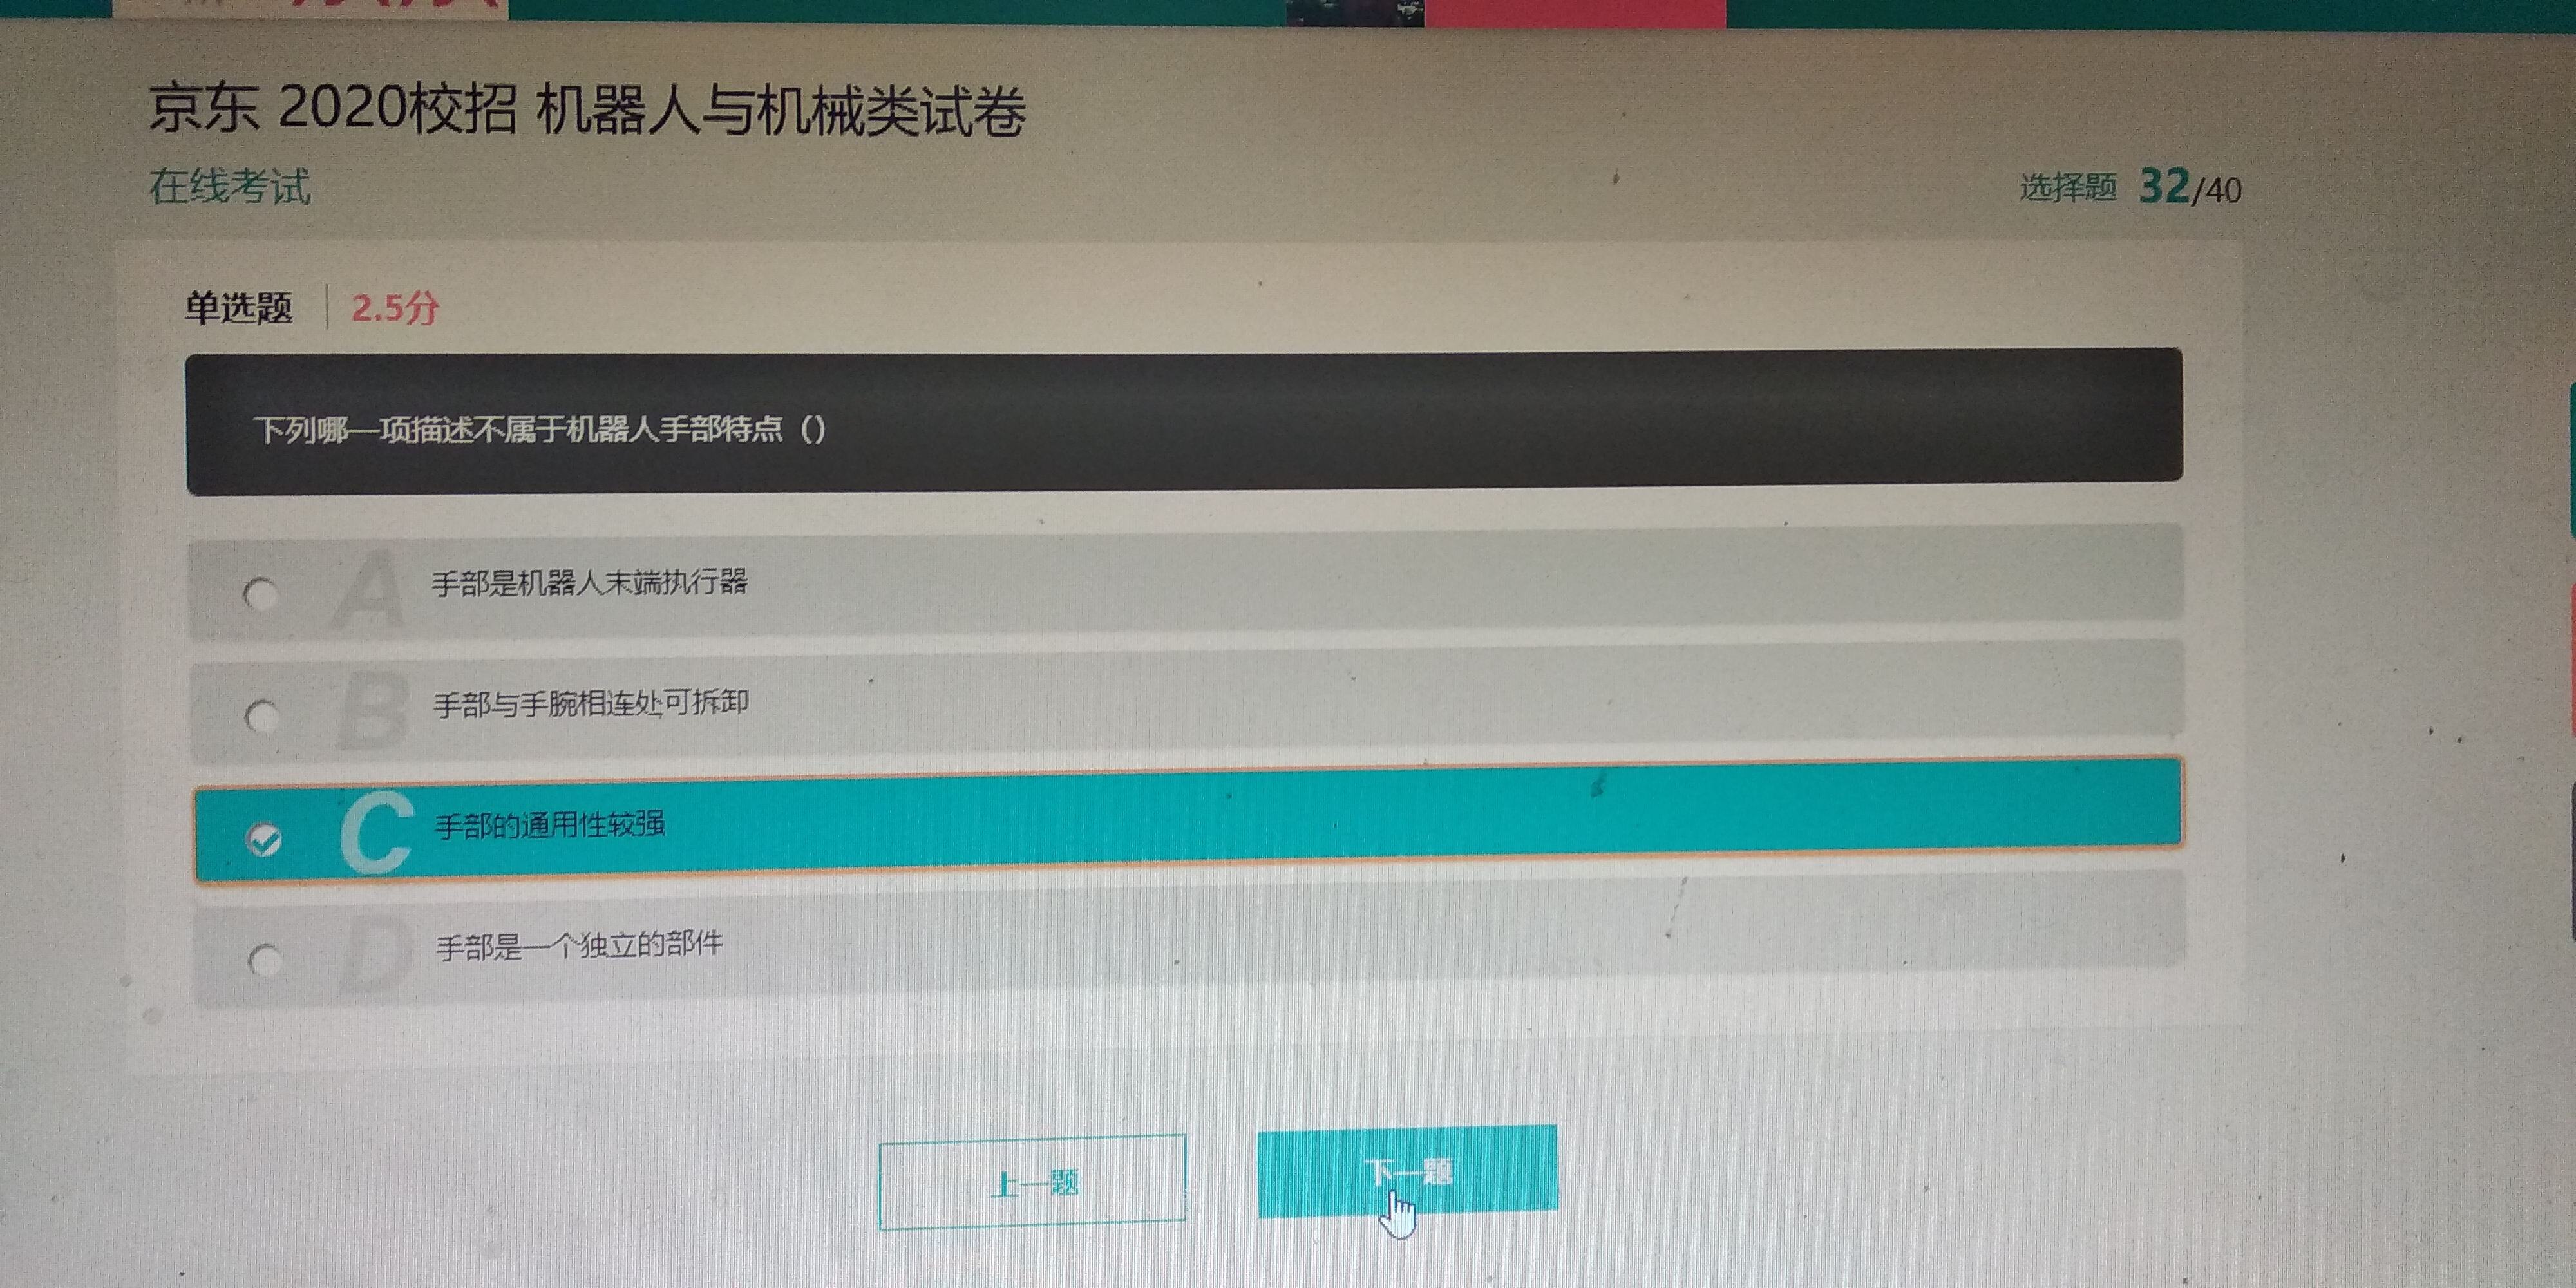 京东 2020校招 机器人与机械类试卷
在线考试
选择题 32/40
单选题 2.5分
下列哪一项描述不属于机器人手部特点（）
A 手部是机器人末端执行器
B 手部与手腕相连处可拆卸
C 手部的通用性较强
D 手部是一个独立的部件
上一题 下一题